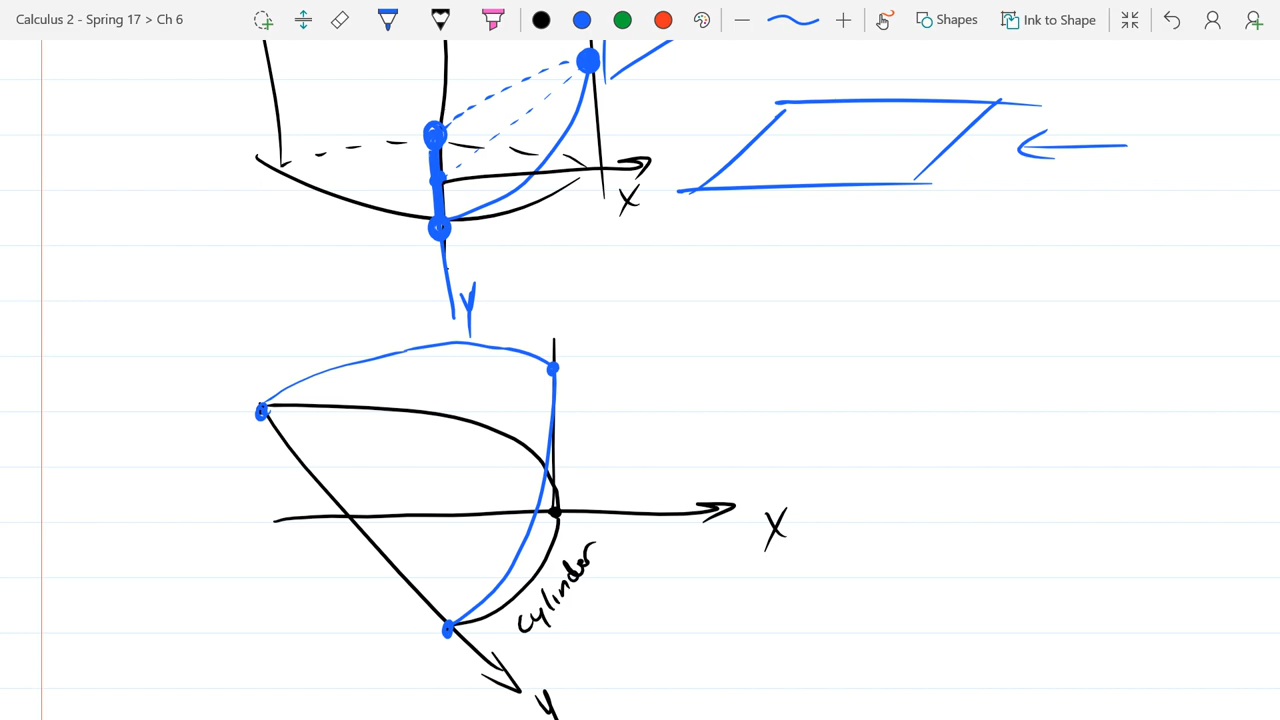 Calculus 2 - Spring 17 > Ch 6
Shapes
Ink to Shape
X
Y
X
cylinder
y